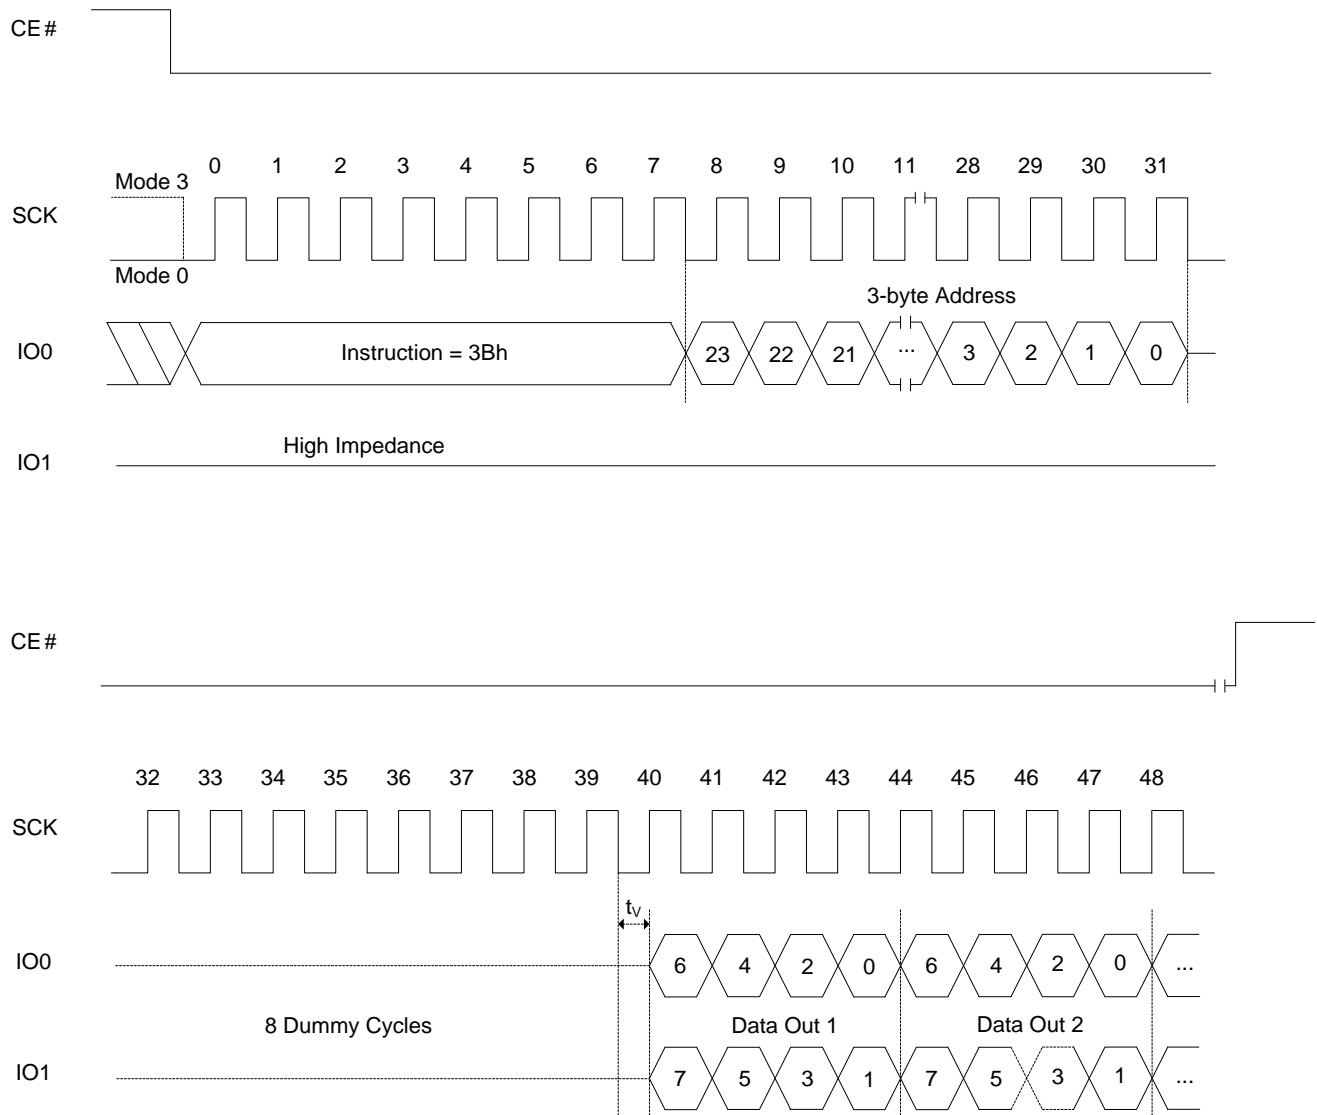 CE#
0 1 2 3 4 5 6 7 8 9 10 11 28 29 30 31
Mode 3
SCK
Mode 0
3-byte Address
IO0 Instruction = 3Bh 23 22 21 ... 3 2 1 0
High Impedance
IO1
CE#
32 33 34 35 36 37 38 39 40 41 42 43 44 45 46 47 48
SCK
tV
IO0 6 4 2 0 6 4 2 0 ...
8 Dummy Cycles Data Out 1 Data Out 2
IO1 7 5 3 1 7 5 3 1 ...